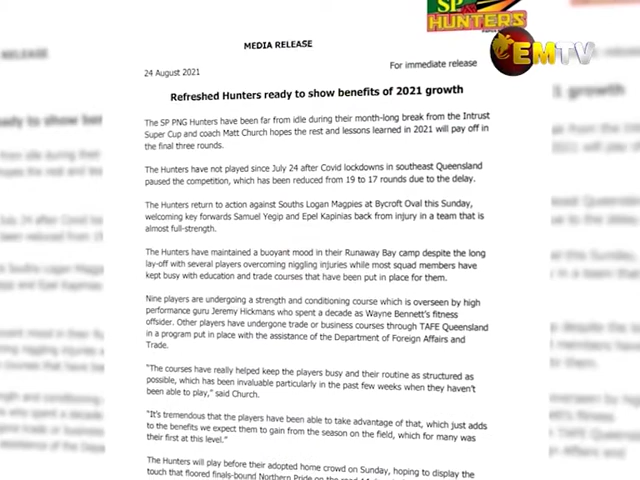 SP
HUNTERS
EMTV
MEDIA RELEASE
24 August 2021
For immediate release
Refreshed Hunters ready to show benefits of 2021 growth
The SP PNG Hunters have been far from idle during their month-long break from the Intrust
Super Cup and coach Matt Church hopes the rest and lessons learned in 2021 will pay off in
the final three rounds.
The Hunters have not played since July 24 after Covid lockdowns in southeast Queensland
paused the competition, which has been reduced from 19 to 17 rounds due to the delay.
The Hunters return to action against Souths Logan Magpies at Bycroft Oval this Sunday,
welcoming key forwards Samuel Yegip and Epel Kapinias back from injury in a team that is
almost full-strength.
The Hunters have maintained a buoyant mood in their Runaway Bay camp despite the long
lay-off with several players overcoming niggling injuries while most squad members have
kept busy with education and trade courses that have been put in place for them.
Nine players are undergoing a strength and conditioning course which is overseen by high
performance guru Jeremy Hickmans who spent a decade as Wayne Bennett's fitness
offsider. Other players have undergone trade or business courses through TAFE Queensland
in a program put in place with the assistance of the Department of Foreign Affairs and
Trade.
"The courses have really helped keep the players busy and their routine as structured as
possible, which has been invaluable particularly in the past few weeks when they haven't
been able to play," said Church.
"It's tremendous that the players have been able to take advantage of that, which just adds
to the benefits we expect them to gain from the season on the field, which for many was
their first at this level."
The Hunters will play before their adopted home crowd on Sunday, hoping to display the
touch that floored finals-bound Northern Pride on the road